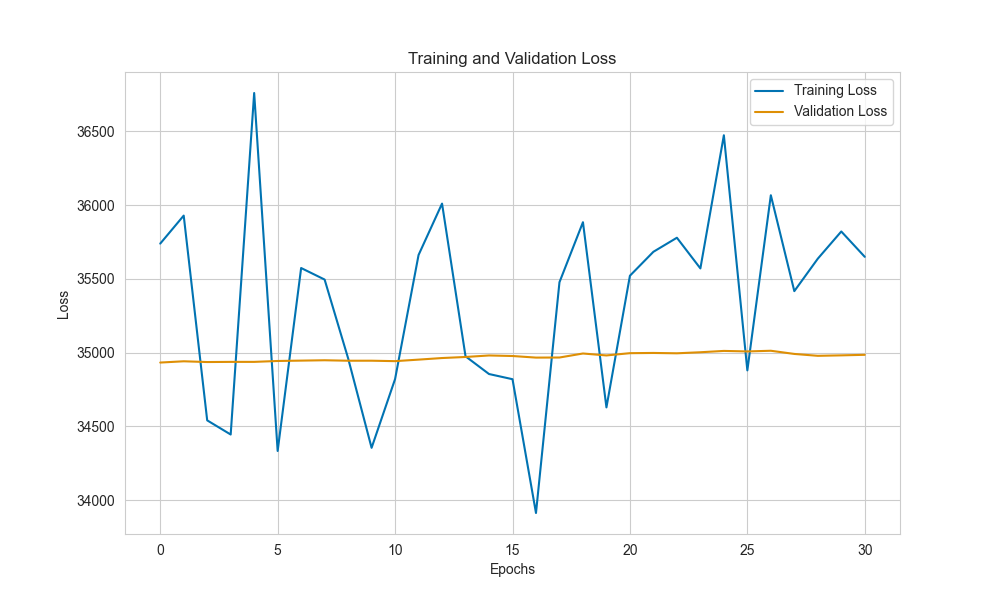 Training and Validation Loss
Training Loss
Validation Loss
36500
36000
35500
35000
34500
34000
Loss
0 5 10 15 20 25 30
Epochs